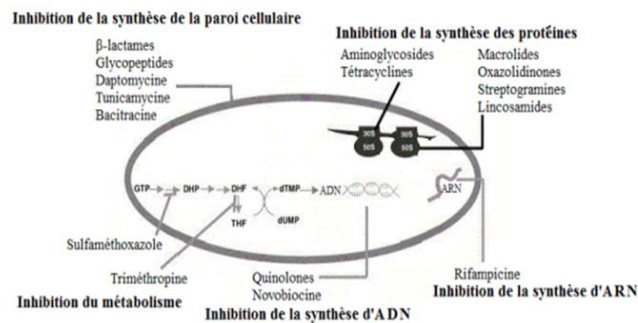 Inhibition de la synthèse de la paroi cellulaire
β-lactames
Glycopeptides
Daptomycine
Tunicamycine
Bacitracine
Inhibition de la synthèse des protéines
Aminoglycosides
Tétracyclines
Macrolides
Oxazolidinones
Streptogramines
Lincosamides
30S 30S
50S 50S
GTP DHP DHF dTMP ADN
THF dUMP
ARN
Sulfaméthoxazole
Triméthropine
Inhibition du métabolisme
Quinolones
Novobiocine
Inhibition de la synthèse d'ADN
Rifampicine
Inhibition de la synthèse d'ARN